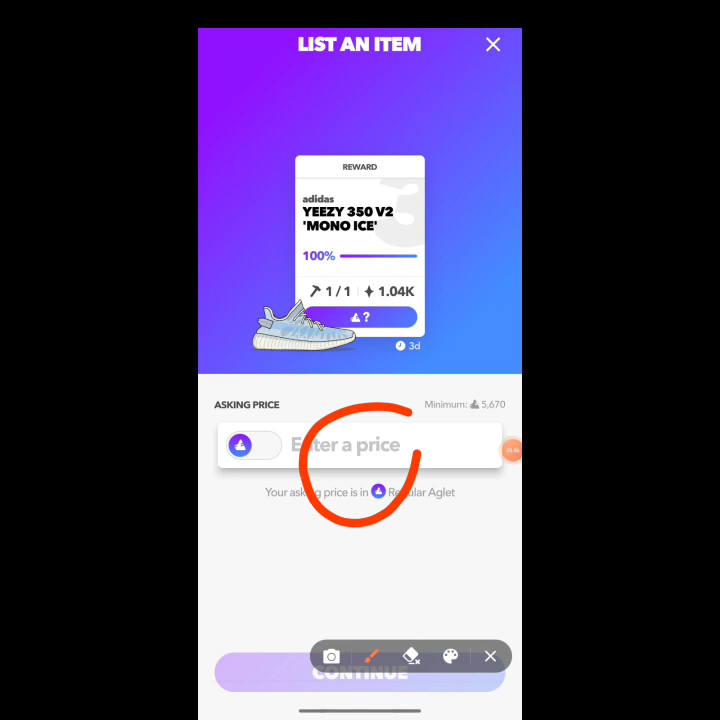 LIST AN ITEM
REWARD
adidas
YEEZY 350 V2
'MONO ICE'
100%
1 / 1 1.04K
?
3d
ASKING PRICE
Minimum: 5,670
Enter a price
Your asking price is in Regular Aglet
CONTINUE